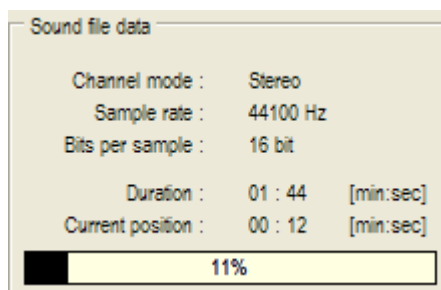 Sound file data
Channel mode : Stereo
Sample rate : 44100 Hz
Bits per sample : 16 bit
Duration : 01 : 44 [min:sec]
Current position : 00 : 12 [min:sec]
11%